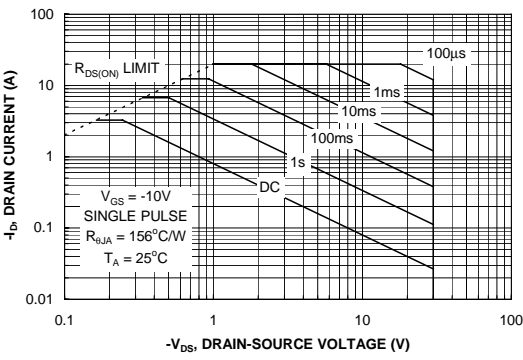 100
10
1
0.1
0.01
-I_D, DRAIN CURRENT (A)
R_DS(ON) LIMIT
100µs
1ms
10ms
100ms
1s
DC
V_GS = -10V
SINGLE PULSE
R_θJA = 156°C/W
T_A = 25°C
0.1 1 10 100
-V_DS, DRAIN-SOURCE VOLTAGE (V)